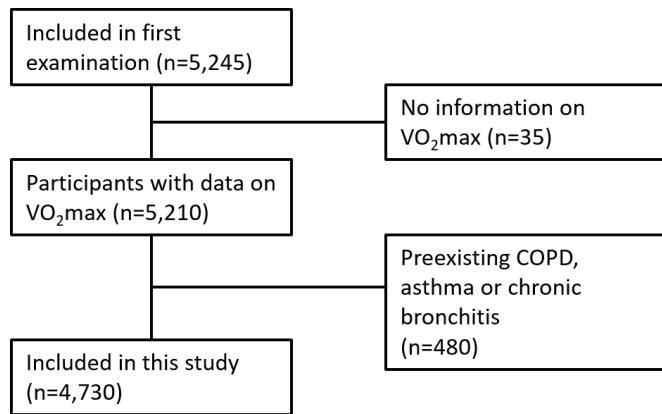 Included in first
examination (n=5,245)
No information on
VO₂max (n=35)
Participants with data on
VO₂max (n=5,210)
Preexisting COPD,
asthma or chronic
bronchitis
(n=480)
Included in this study
(n=4,730)